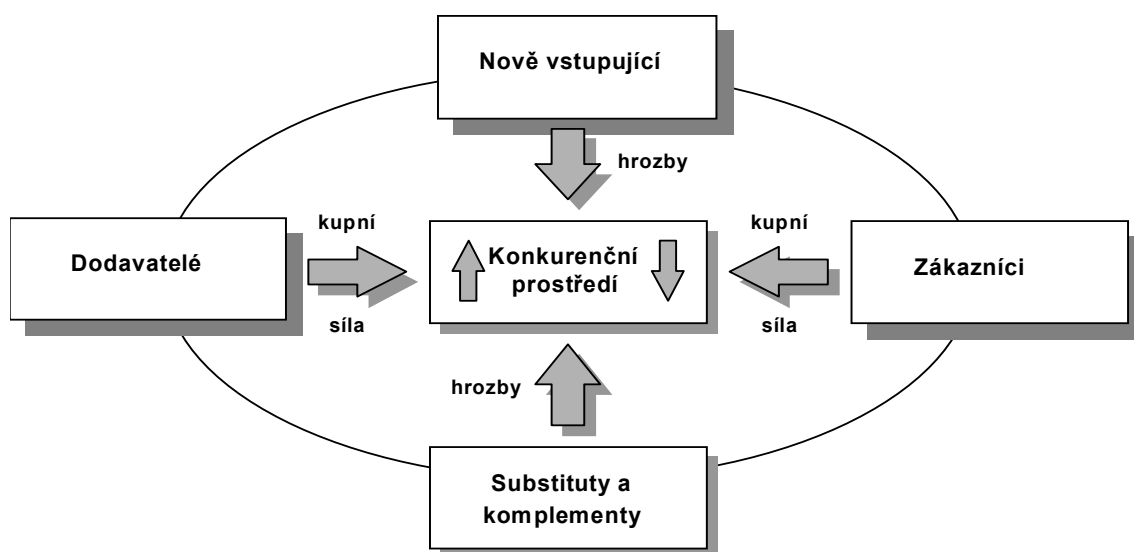 Nově vstupující
hrozby
kupní
Dodavatelé
síla
Konkurenční
prostředí
kupní
Zákazníci
síla
hrozby
Substituty a
komplementy